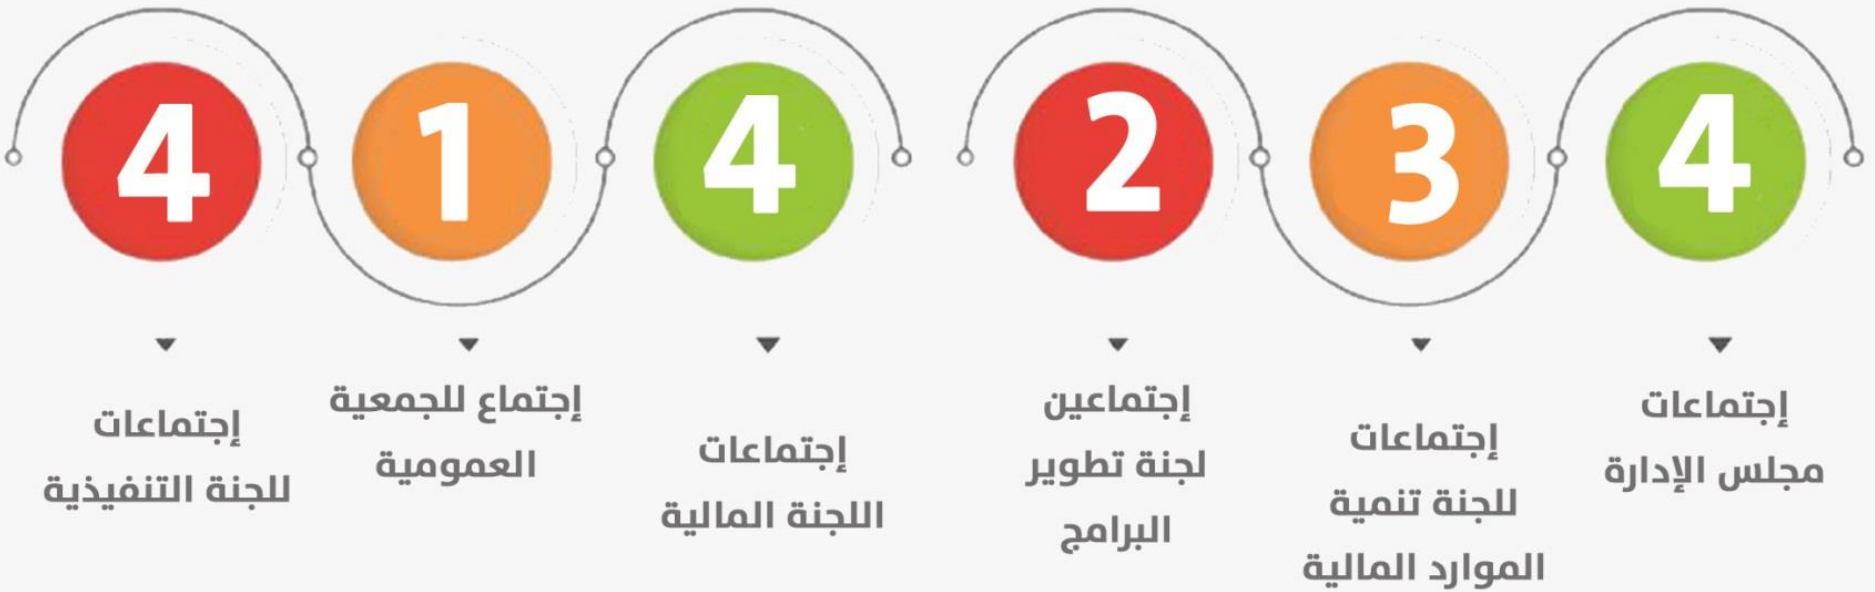 4
إجتماعات
مجلس الإدارة
3
إجتماعات
للجنة تنمية
الموارد المالية
2
إجتماعين
لجنة تطوير
البرامج
4
إجتماعات
اللجنة المالية
1
إجتماع للجمعية
العمومية
4
إجتماعات
للجنة التنفيذية